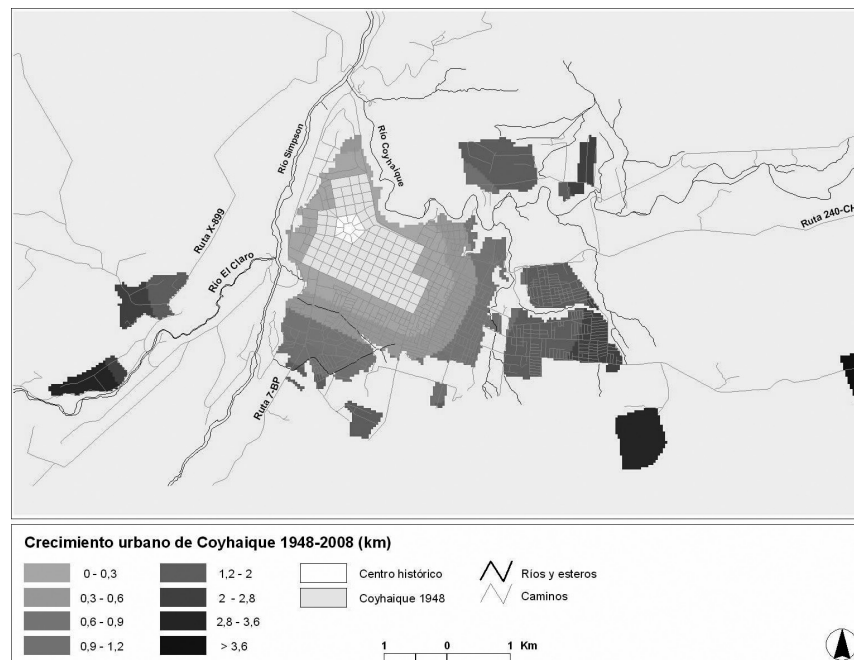 Río Simpson
Río Coyhaique
Ruta X-899
Río El Claro
Ruta 240-CH
Ruta 7-BP
Crecimiento urbano de Coyhaique 1948-2008 (km)
0 - 0,3
0,3 - 0,6
0,6 - 0,9
0,9 - 1,2
1,2 - 2
2 - 2,8
2,8 - 3,6
> 3,6
Centro histórico
Coyhaique 1948
Ríos y esteros
Caminos
1 0 1 Km